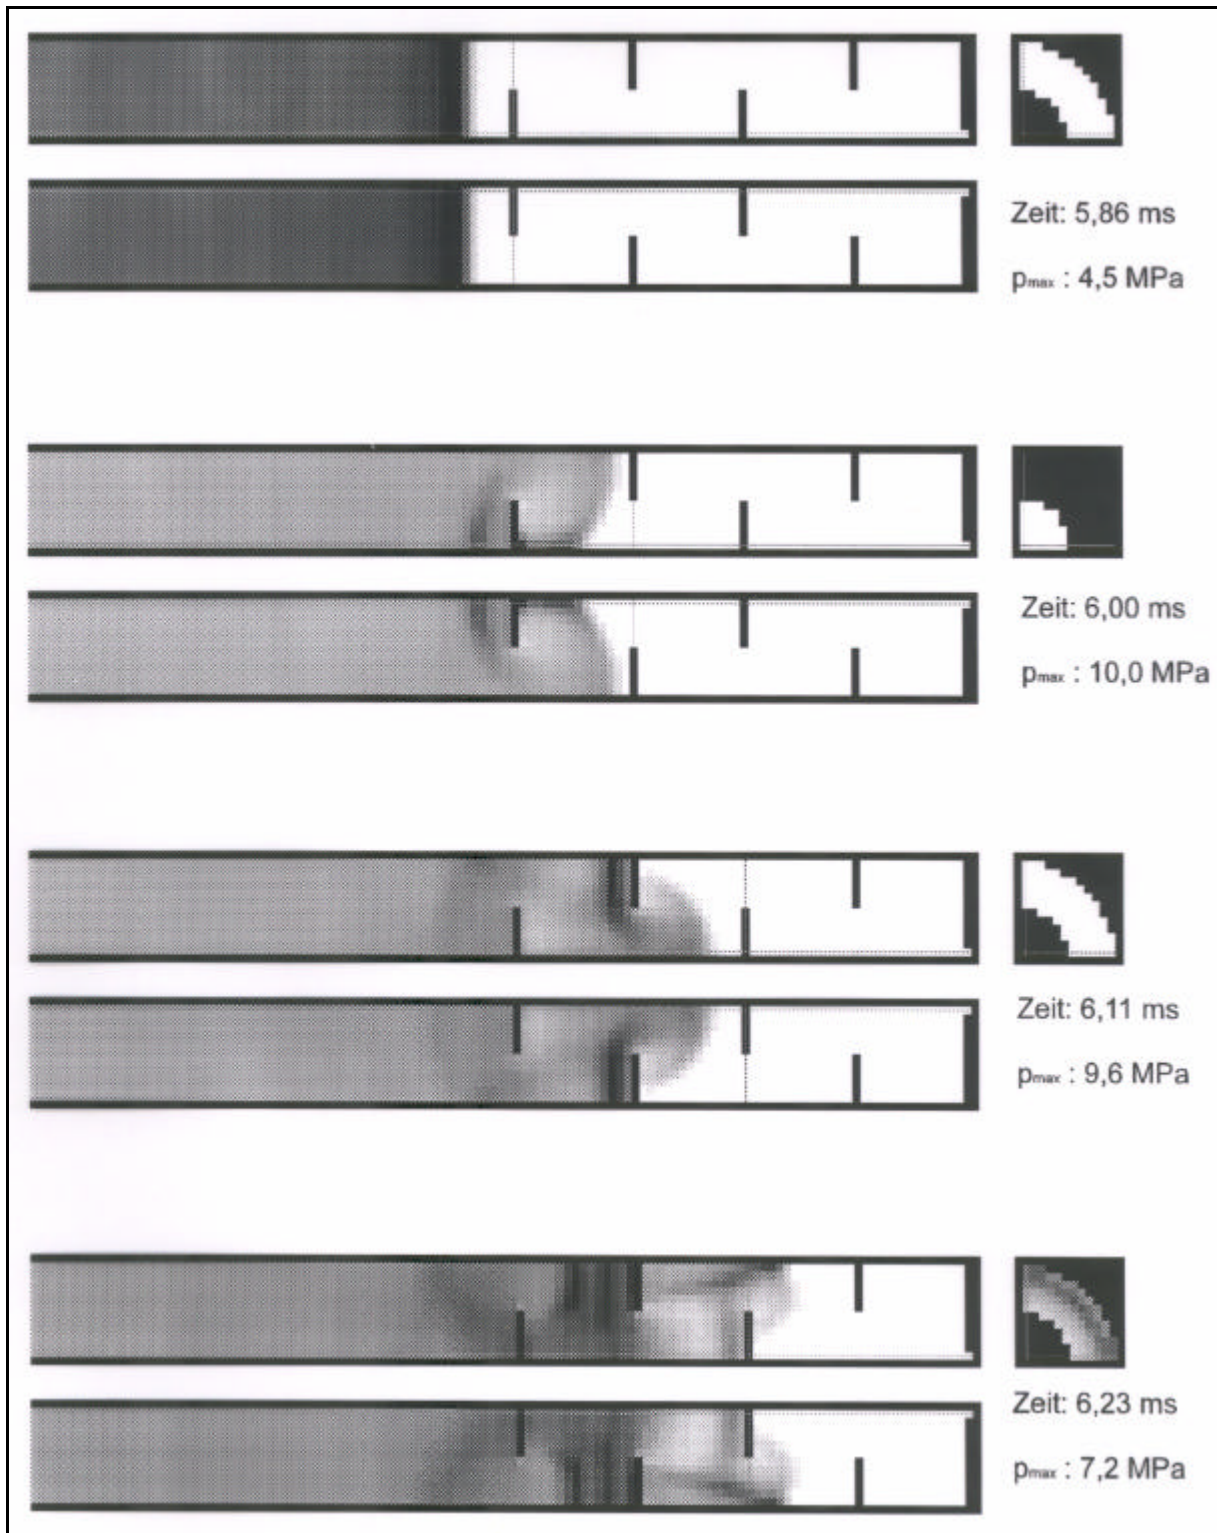 Zeit: 5,86 ms
pmax : 4,5 MPa
Zeit: 6,00 ms
pmax : 10,0 MPa
Zeit: 6,11 ms
pmax : 9,6 MPa
Zeit: 6,23 ms
pmax : 7,2 MPa